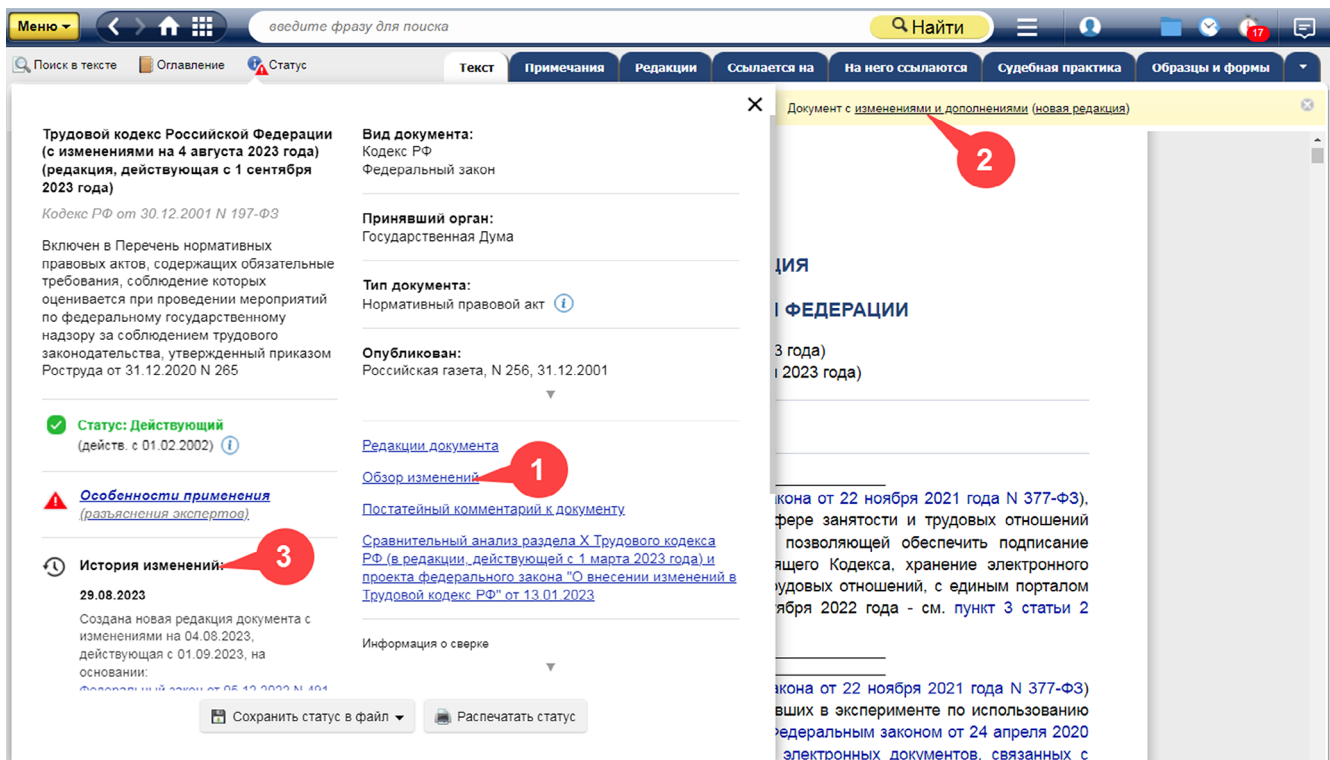 Меню
введите фразу для поиска
Найти
17
Поиск в тексте
Оглавление
Статус
Текст
Примечания
Редакции
Ссылается на
На него ссылаются
Судебная практика
Образцы и формы
Документ с изменениями и дополнениями (новая редакция)
2
Трудовой кодекс Российской Федерации
(с изменениями на 4 августа 2023 года)
(редакция, действующая с 1 сентября
2023 года)
Кодекс РФ от 30.12.2001 N 197-ФЗ
Включен в Перечень нормативных
правовых актов, содержащих обязательные
требования, соблюдение которых
оценивается при проведении мероприятий
по федеральному государственному
надзору за соблюдением трудового
законодательства, утвержденный приказом
Роструда от 31.12.2020 N 265
Статус: Действующий
(действ. с 01.02.2002)
Особенности применения
(разъяснения экспертов)
История изменений:
3
29.08.2023
Создана новая редакция документа с
изменениями на 04.08.2023,
действующая с 01.09.2023, на
основании:
Федеральный закон от 05.12.2022 N 491
Вид документа:
Кодекс РФ
Федеральный закон
Принявший орган:
Государственная Дума
Тип документа:
Нормативный правовой акт
Опубликован:
Российская газета, N 256, 31.12.2001
Редакции документа
Обзор изменений
1
Постатейный комментарий к документу
Сравнительный анализ раздела X Трудового кодекса
РФ (в редакции, действующей с 1 марта 2023 года) и
проекта федерального закона "О внесении изменений в
Трудовой кодекс РФ" от 13.01.2023
Информация о сверке
Сохранить статус в файл
Распечатать статус
ЦИЯ
Й ФЕДЕРАЦИИ
3 года)
2023 года)
кона от 22 ноября 2021 года N 377-ФЗ),
фере занятости и трудовых отношений
позволяющей обеспечить подписание
ящего Кодекса, хранение электронного
рудовых отношений, с единым порталом
ября 2022 года - см. пункт 3 статьи 2
акона от 22 ноября 2021 года N 377-ФЗ)
вших в эксперименте по использованию
Федеральным законом от 24 апреля 2020
электронных документов, связанных с